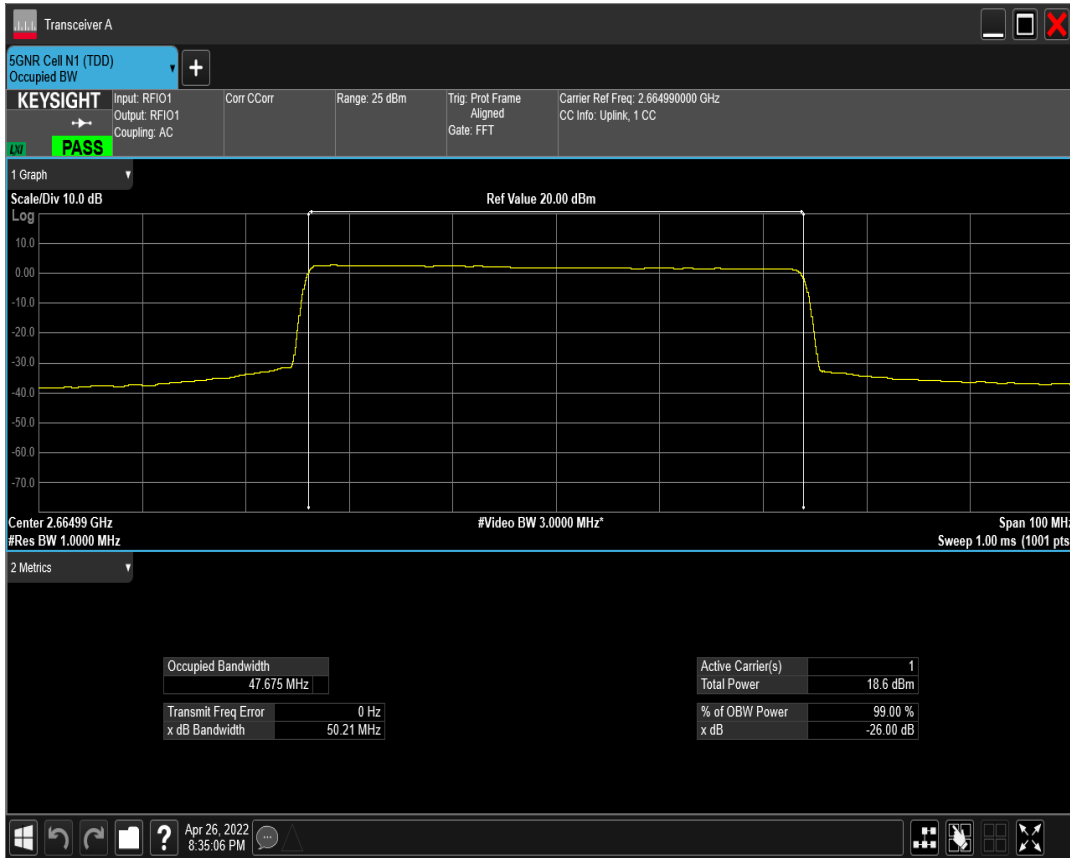 Transceiver A
5GNR Cell N1 (TDD)
Occupied BW
KEYSIGHT
LXI
PASS
Input: RFIO1
Output: RFIO1
Coupling: AC
Corr CCorr
Range: 25 dBm
Trig: Prot Frame
Aligned
Gate: FFT
Carrier Ref Freq: 2.664990000 GHz
CC Info: Uplink, 1 CC
1 Graph
Scale/Div 10.0 dB
Ref Value 20.00 dBm
Log
10.0
0.00
-10.0
-20.0
-30.0
-40.0
-50.0
-60.0
-70.0
Center 2.66499 GHz
#Video BW 3.0000 MHz*
Span 100 MHz
#Res BW 1.0000 MHz
Sweep 1.00 ms (1001 pts
2 Metrics
Occupied Bandwidth
47.675 MHz
Transmit Freq Error 0 Hz
x dB Bandwidth 50.21 MHz
Active Carrier(s) 1
Total Power 18.6 dBm
% of OBW Power 99.00 %
x dB -26.00 dB
?
Apr 26, 2022
8:35:06 PM